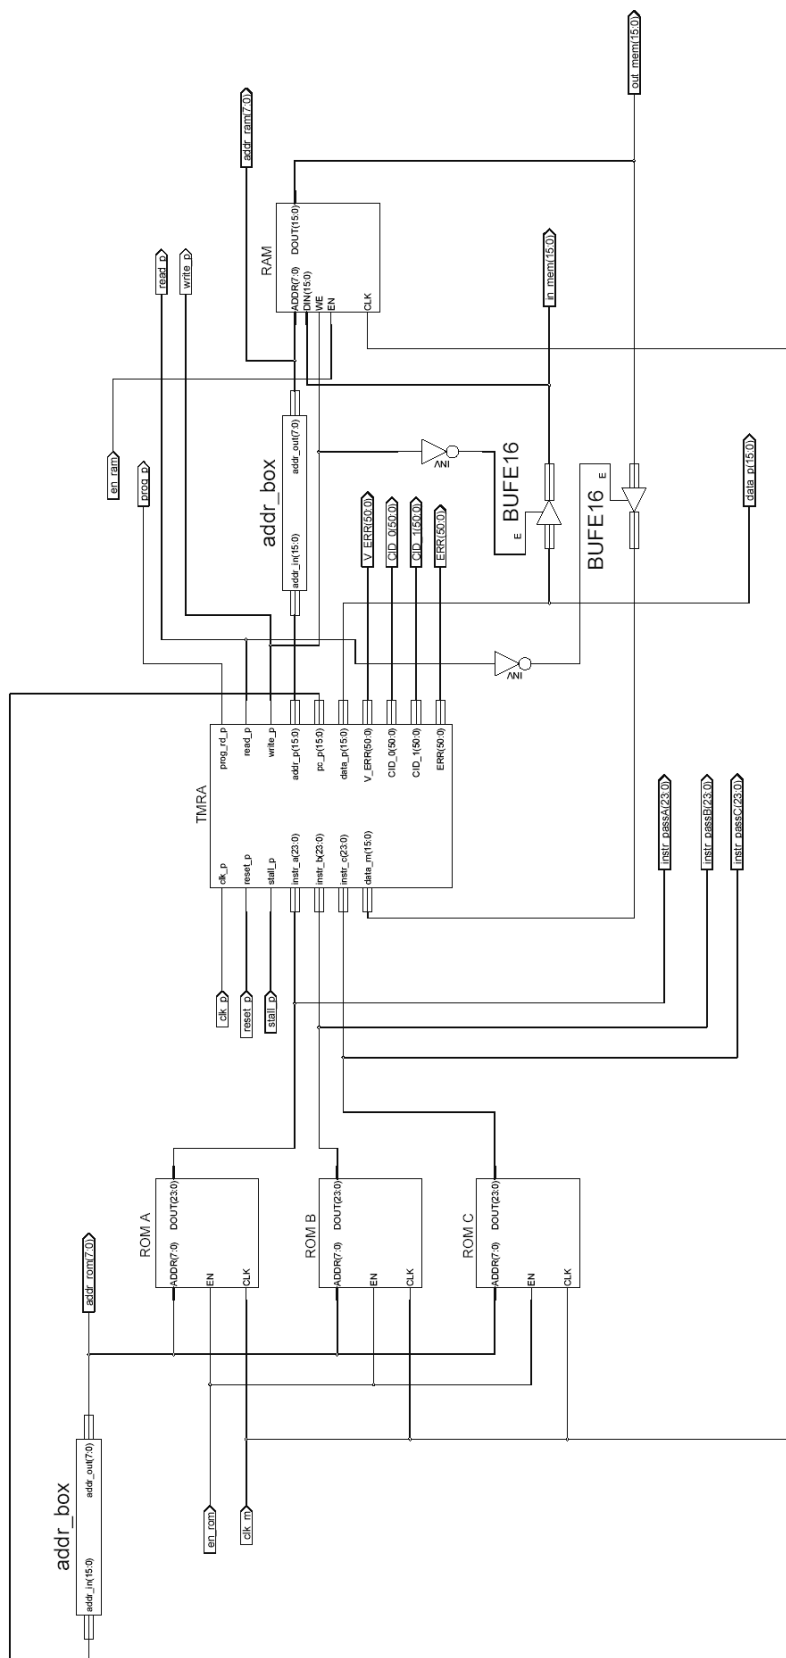 addr_box
addr_in(15:0)
addr_out(7:0)
addr_rom(7:0)
en_rom
clk_m
ROM A
ADDR(7:0)
DOUT(23:0)
EN
CLK
ROM B
ADDR(7:0)
DOUT(23:0)
EN
CLK
ROM C
ADDR(7:0)
DOUT(23:0)
EN
CLK
clk_p
reset_p
stall_p
TMRA
clk_p
prog_rd_p
reset_p
read_p
stall_p
write_p
instr_a(23:0)
addr_p(15:0)
instr_b(23:0)
pc_p(15:0)
instr_c(23:0)
data_p(15:0)
data_m(15:0)
V_ERR(50:0)
CID_0(50:0)
CID_1(50:0)
ERR(50:0)
instr_passA(23:0)
instr_passB(23:0)
instr_passC(23:0)
V_ERR(50:0)
CID_0(50:0)
CID_1(50:0)
ERR(50:0)
addr_box
addr_in(15:0)
addr_out(7:0)
en_ram
prog_p
read_p
write_p
addr_ram(7:0)
INV
INV
BUFE16
E
BUFE16
E
RAM
ADDR(7:0)
DOUT(15:0)
DIN(15:0)
WE
EN
CLK
data_p(15:0)
in_mem(15:0)
out_mem(15:0)